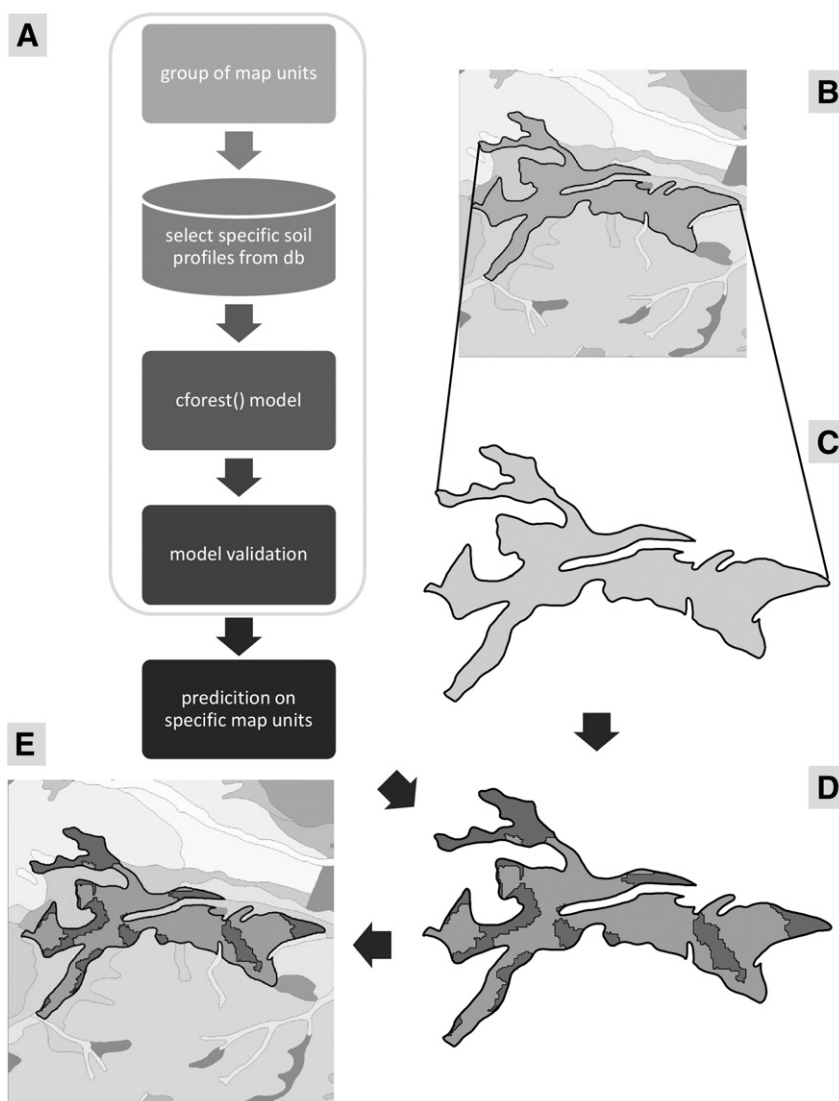 A
group of map units
select specific soil
profiles from db
cforest() model
model validation
predicition on
specific map units
B
C
D
E